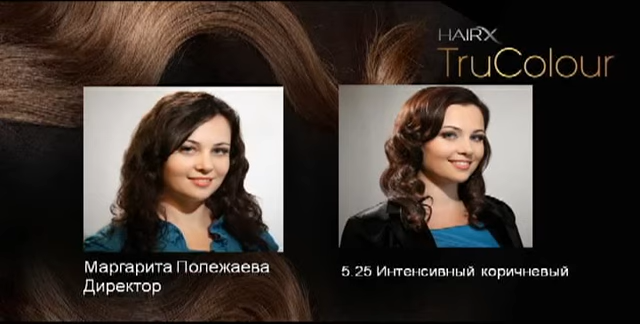 HAIRX
TruColour
Маргарита Полежаева
Директор
5.25 Интенсивный коричневый